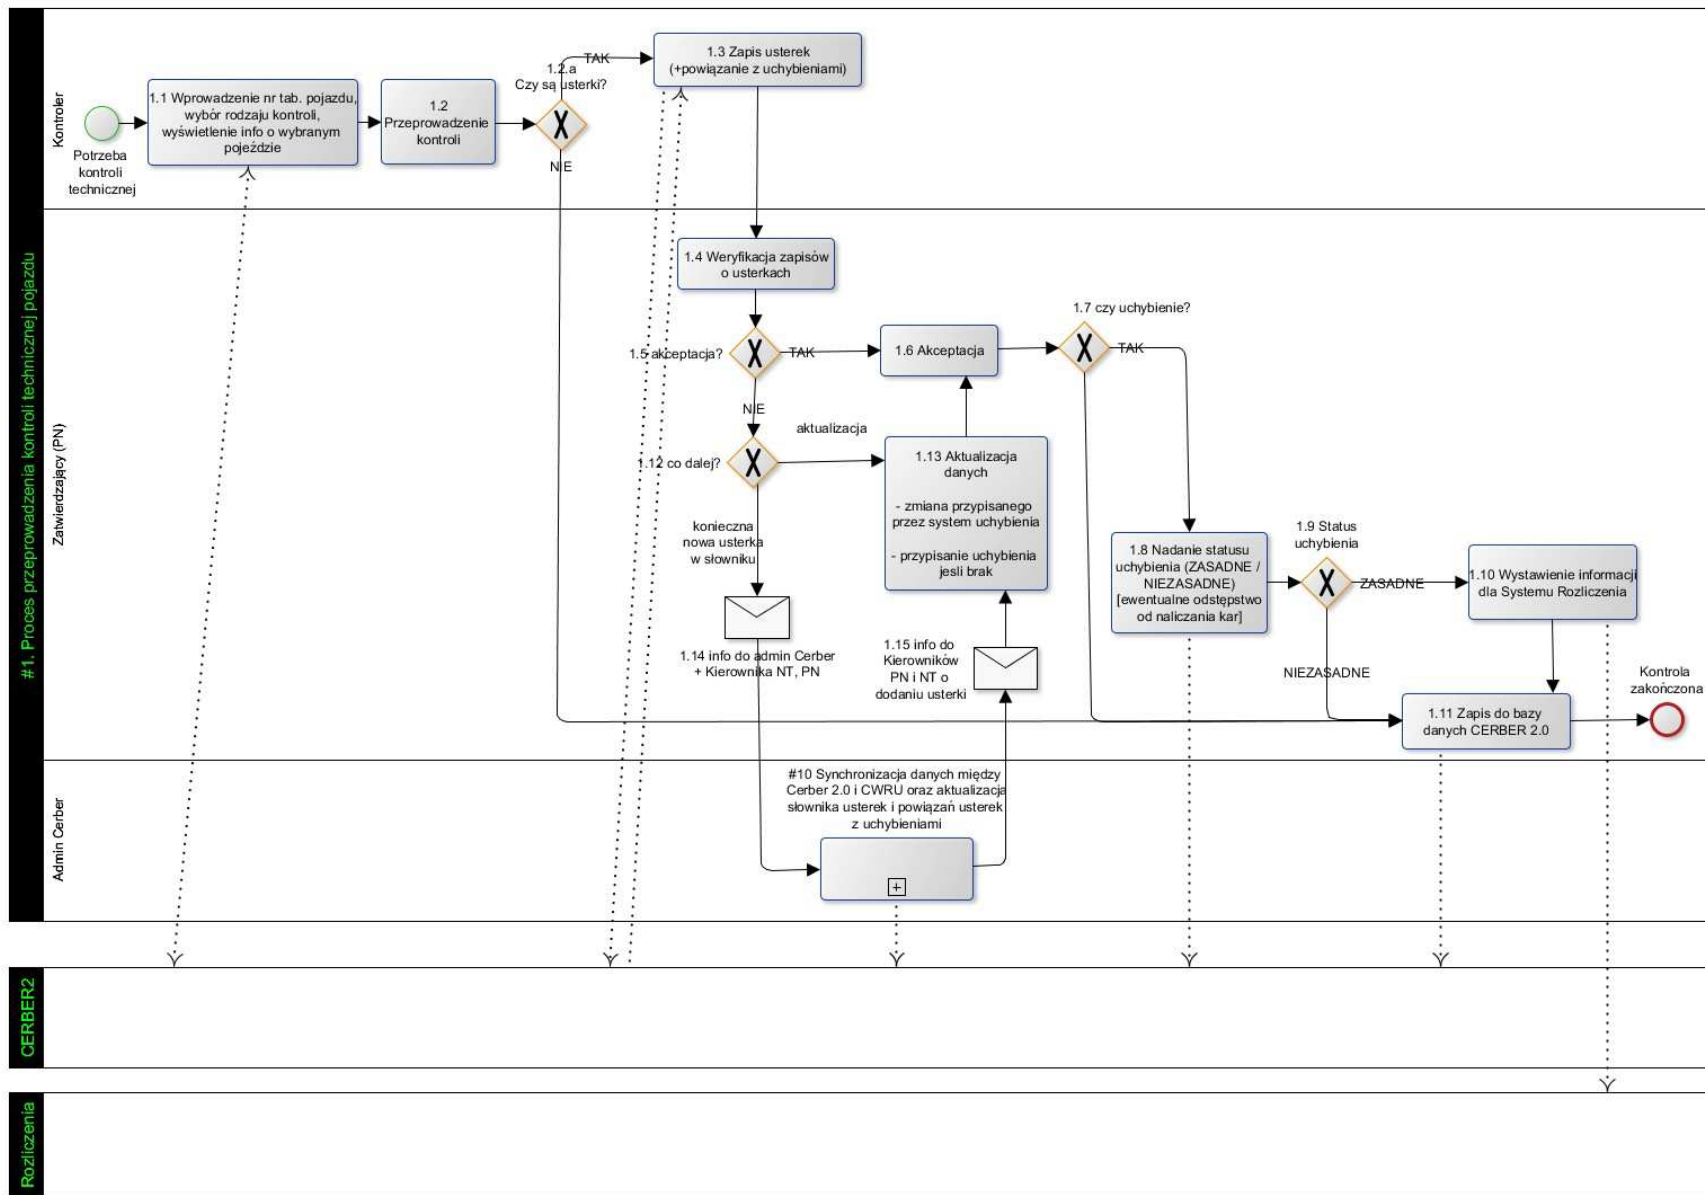 #1. Proces przeprowadzenia kontroli technicznej pojazdu
Kontroler
Potrzeba
kontroli
technicznej
1.1 Wprowadzenie nr tab. pojazdu,
wybór rodzaju kontroli,
wyświetlenie info o wybranym
pojeździe
1.2
Przeprowadzenie
kontroli
1.2.a
Czy są usterki?
TAK
NIE
1.3 Zapis usterek
(+powiązanie z uchybieniami)
Zatwierdzający (PN)
1.4 Weryfikacja zapisów
o usterkach
1.5 akceptacja?
TAK
NIE
1.6 Akceptacja
1.7 czy uchybienie?
TAK
1.12 co dalej?
aktualizacja
1.13 Aktualizacja
danych
- zmiana przypisanego
przez system uchybienia
- przypisanie uchybienia
jesli brak
konieczna
nowa usterka
w słowniku
1.14 info do admin Cerber
+ Kierownika NT, PN
1.15 info do
Kierowników
PN i NT o
dodaniu usterki
1.8 Nadanie statusu
uchybienia (ZASADNE /
NIEZASADNE)
[ewentualne odstępstwo
od naliczania kar]
1.9 Status
uchybienia
ZASADNE
NIEZASADNE
1.10 Wystawienie informacji
dla Systemu Rozliczenia
1.11 Zapis do bazy
danych CERBER 2.0
Kontrola
zakończona
Admin Cerber
#10 Synchronizacja danych między
Cerber 2.0 i CWRU oraz aktualizacja
słownika usterek i powiązań usterek
z uchybieniami
CERBER2
Rozliczenia